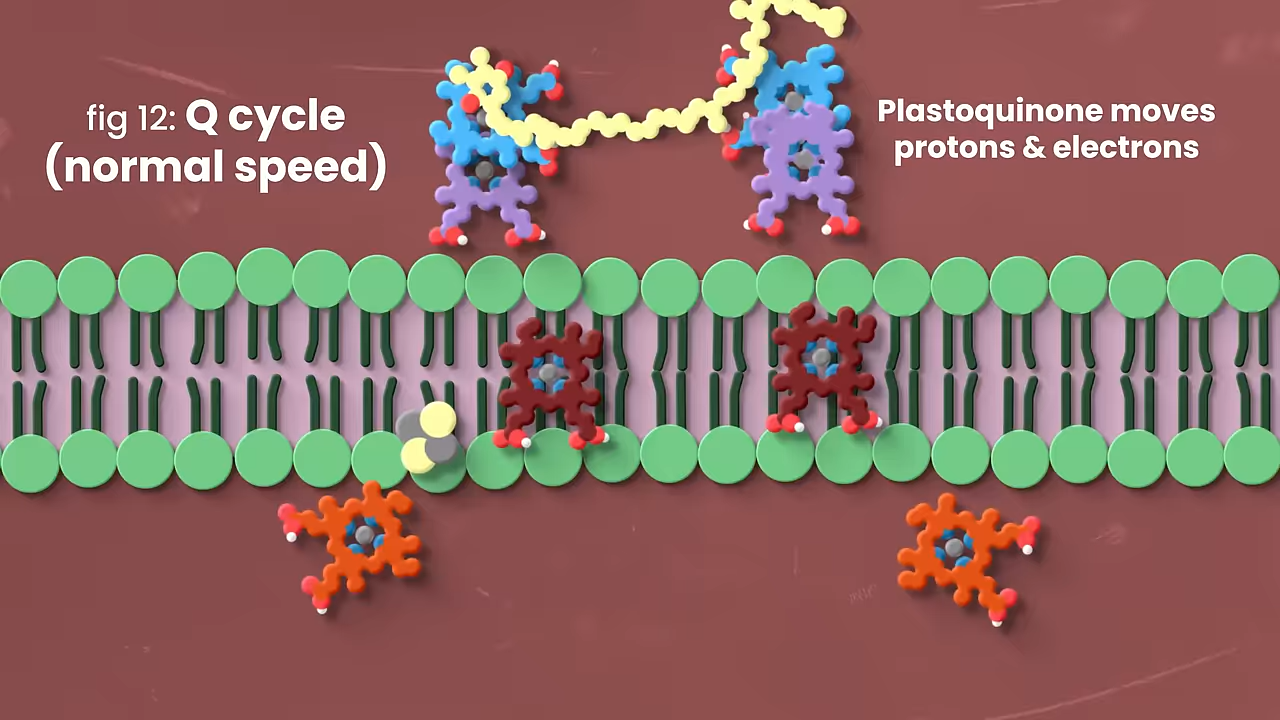 fig 12: Q cycle
(normal speed)
Plastoquinone moves
protons & electrons